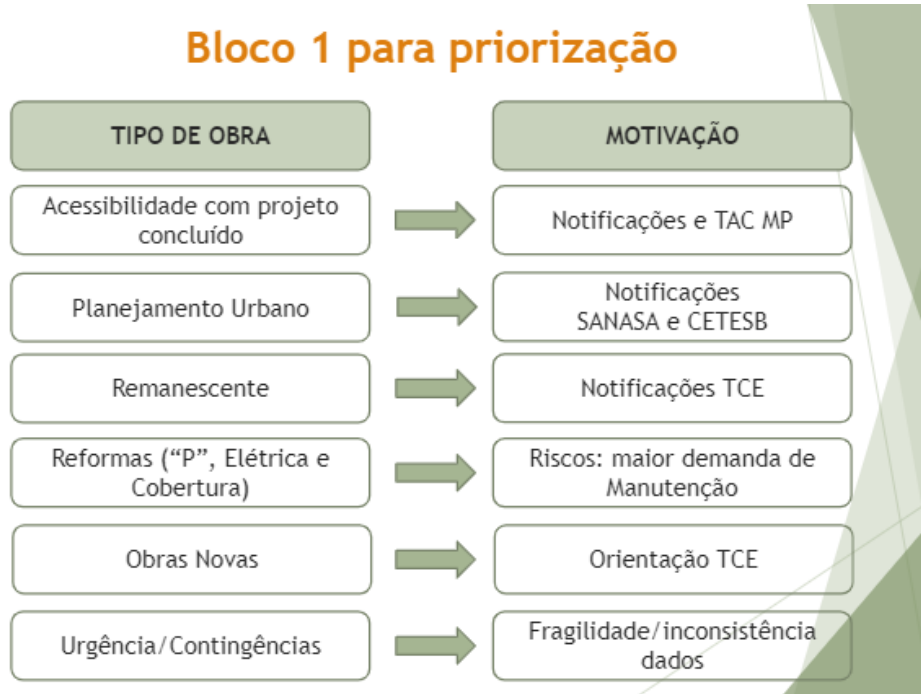 Bloco 1 para priorização
TIPO DE OBRA
MOTIVAÇÃO
Acessibilidade com projeto
concluído
Notificações e TAC MP
Planejamento Urbano
Notificações
SANASA e CETESB
Remanescente
Notificações TCE
Reformas (“P”, Elétrica e
Cobertura)
Riscos: maior demanda de
Manutenção
Obras Novas
Orientação TCE
Urgência/Contingências
Fragilidade/inconsistência
dados